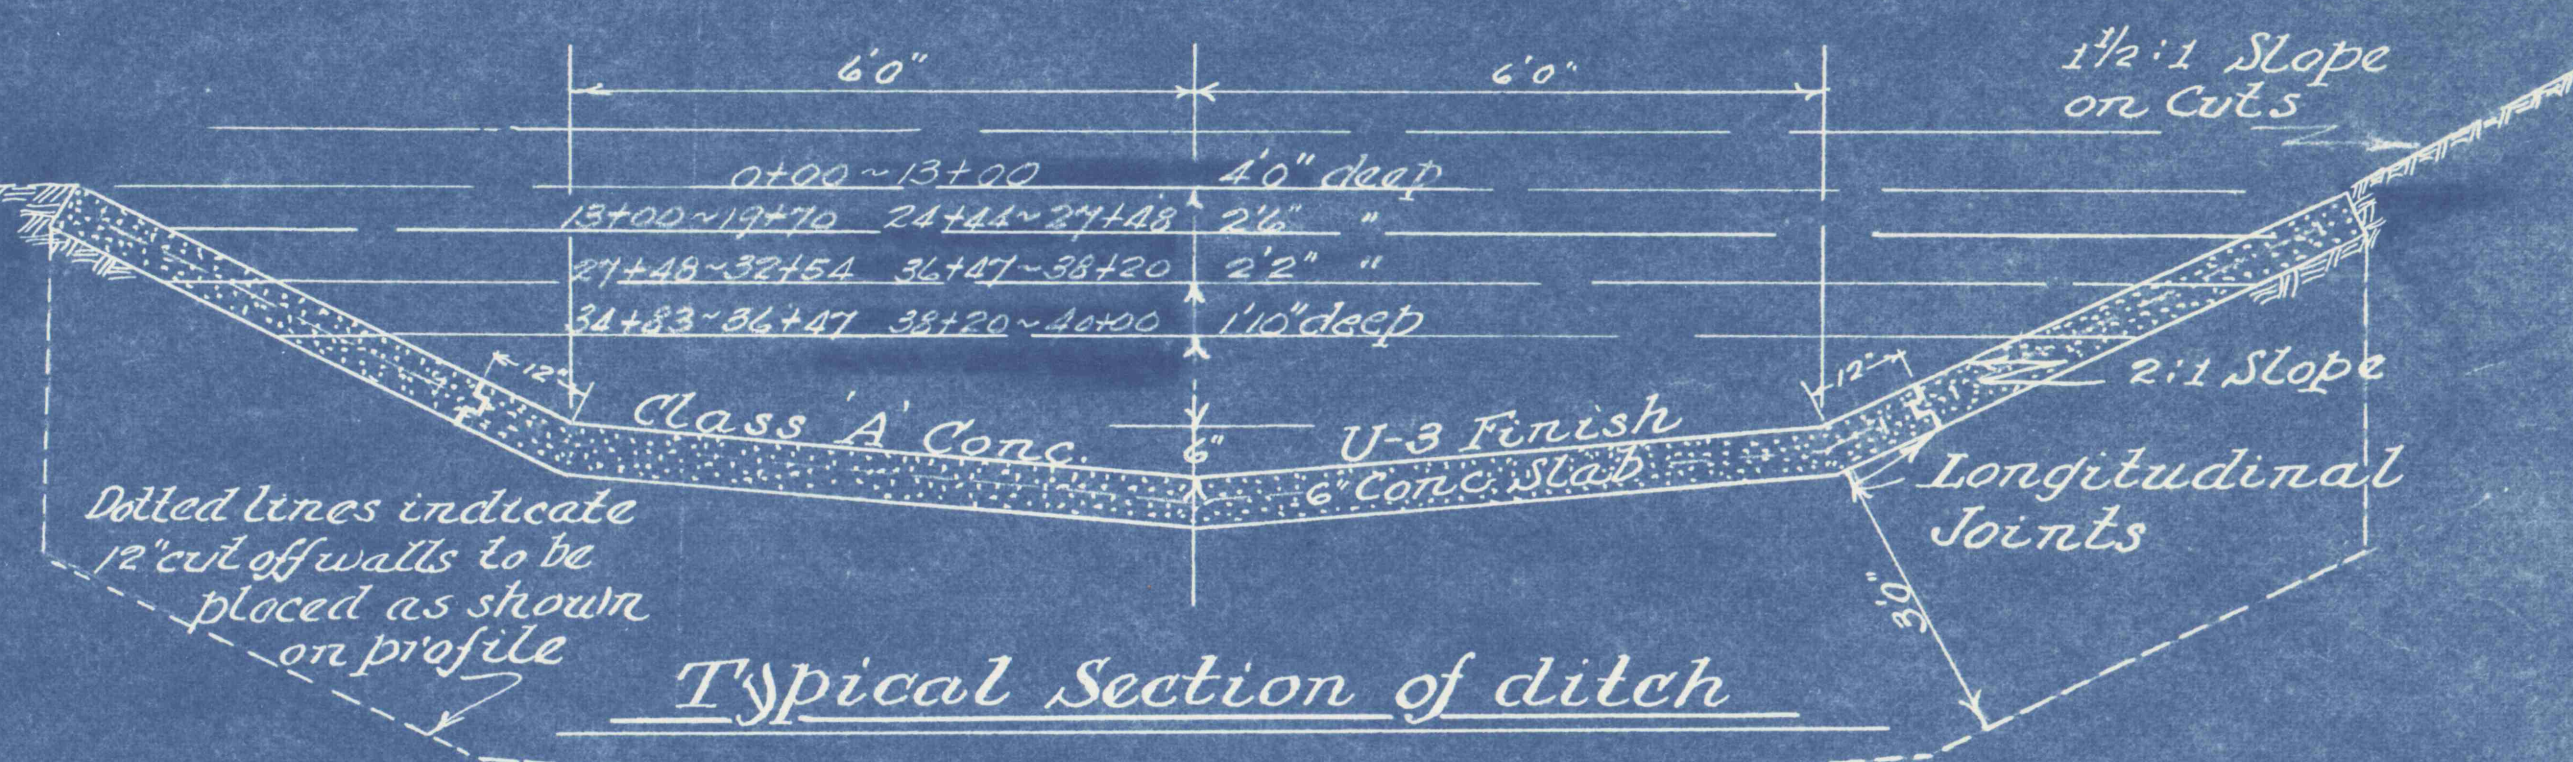 6'0" 6'0"
1 1/2:1 Slope
on Cuts
0+00~13+00 4'0" deep
13+00~19+70 24+44~27+48 2'6" "
27+48~32+54 36+47~38+20 2'2" "
34+83~36+47 38+20~40+00 1'10" deep
12" 12"
2:1 Slope
Class 'A' Conc. 6" U-3 Finish
6" Conc. Slab
Longitudinal
Joints
Dotted lines indicate
12" cut off walls to be
placed as shown
on profile
3'0"
Typical Section of ditch